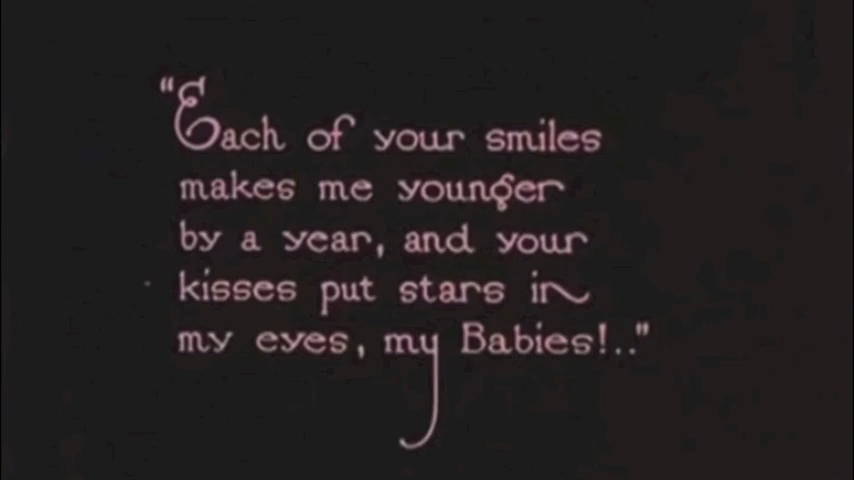 "Each of your smiles
makes me younger
by a year, and your
kisses put stars in
my eyes, my Babies!.."